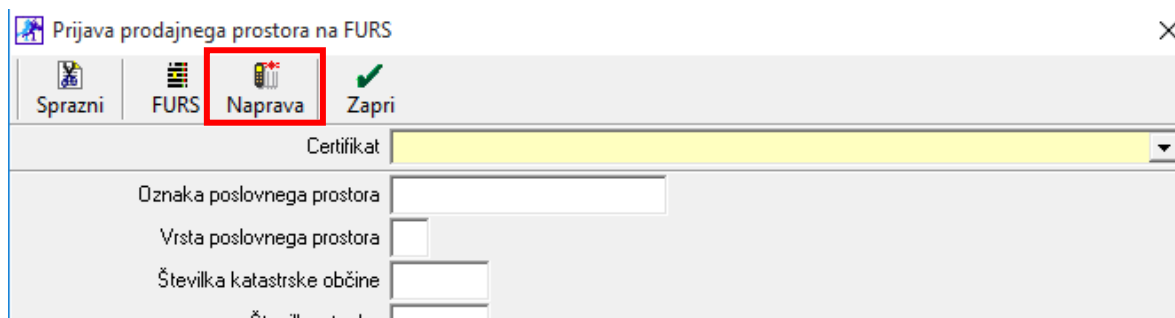 Prijava prodajnega prostora na FURS
Sprazni FURS Naprava Zapri
Certifikat
Oznaka poslovnega prostora
Vrsta poslovnega prostora
Številka katastrske občine